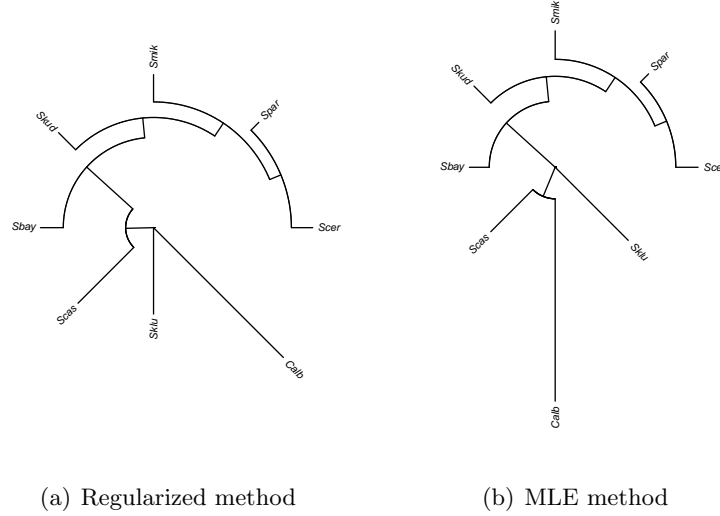 Smik
Spar
Skud
Sbay
Scer
Scas
Sklu
Calb
(a) Regularized method
Smik
Spar
Skud
Sbay
Sce
Scas
Sklu
Calb
(b) MLE method